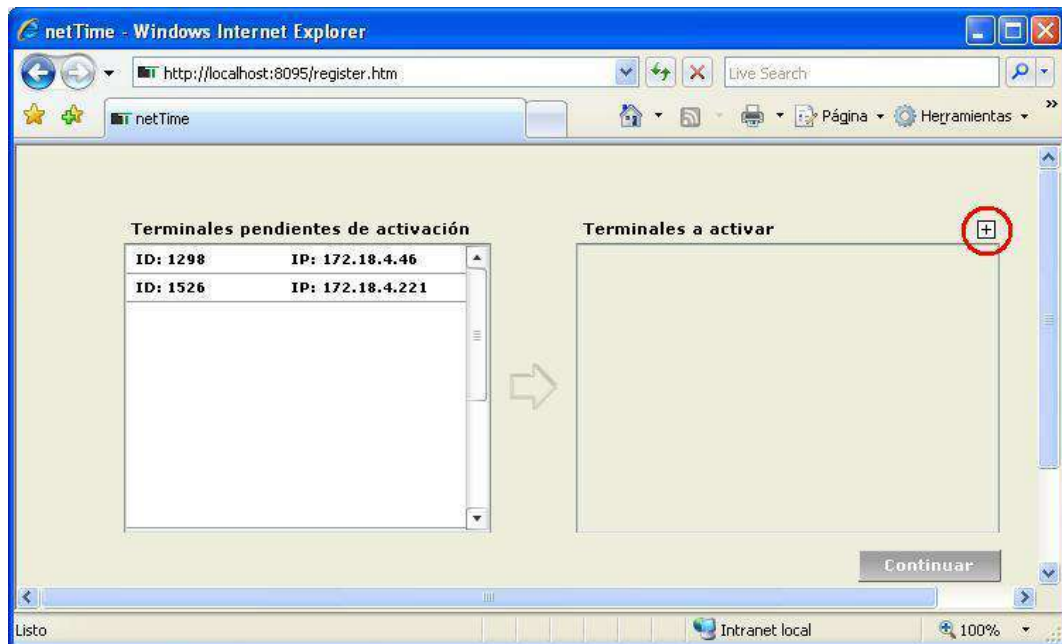 netTime - Windows Internet Explorer
http://localhost:8095/register.htm
Live Search
netTime
Página
Herramientas
»
Terminales pendientes de activación
Terminales a activar
ID: 1298 IP: 172.18.4.46
ID: 1526 IP: 172.18.4.221
Continuar
Listo
Intranet local
100%